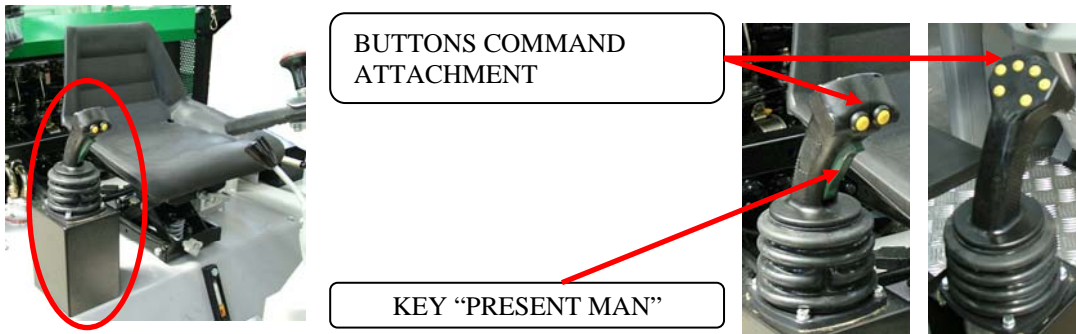 BUTTONS COMMAND
ATTACHMENT
KEY “PRESENT MAN”